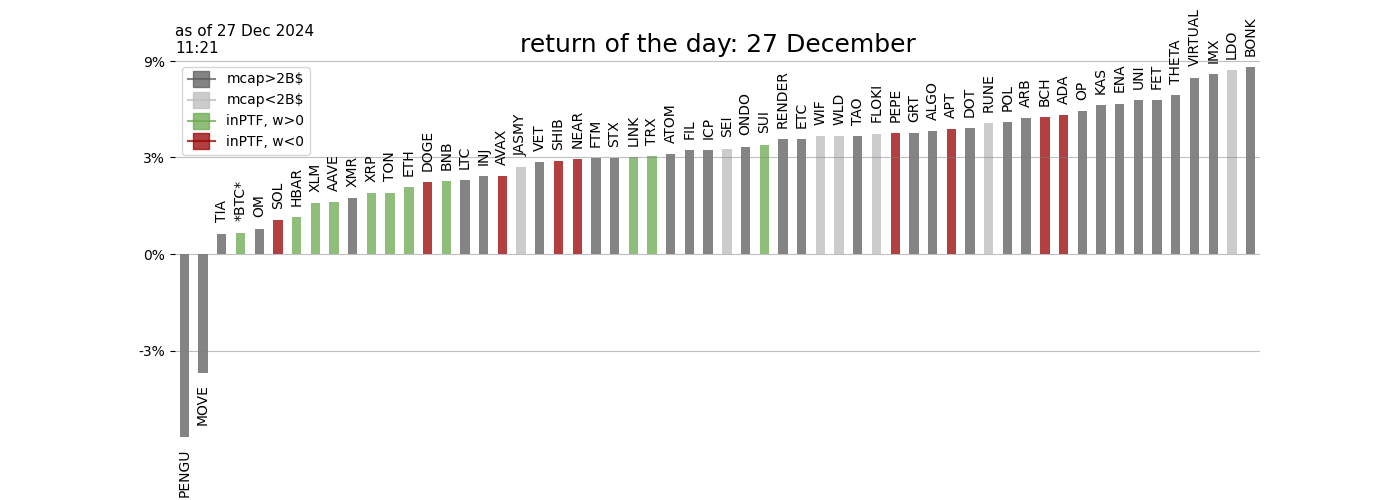 as of 27 Dec 2024
11:21
return of the day: 27 December
9%
3%
0%
-3%
mcap>2B$
mcap<2B$
inPTF, w>0
inPTF, w<0
PENGU
MOVE
TIA
*BTC*
OM
SOL
HBAR
XLM
AAVE
XMR
XRP
TON
ETH
DOGE
BNB
LTC
INJ
AVAX
JASMY
VET
SHIB
NEAR
FTM
STX
LINK
TRX
ATOM
FIL
ICP
SEI
ONDO
SUI
RENDER
ETC
WIF
WLD
TAO
FLOKI
PEPE
GRT
ALGO
APT
DOT
RUNE
POL
ARB
BCH
ADA
OP
KAS
ENA
UNI
FET
THETA
VIRTUAL
IMX
LDO
BONK